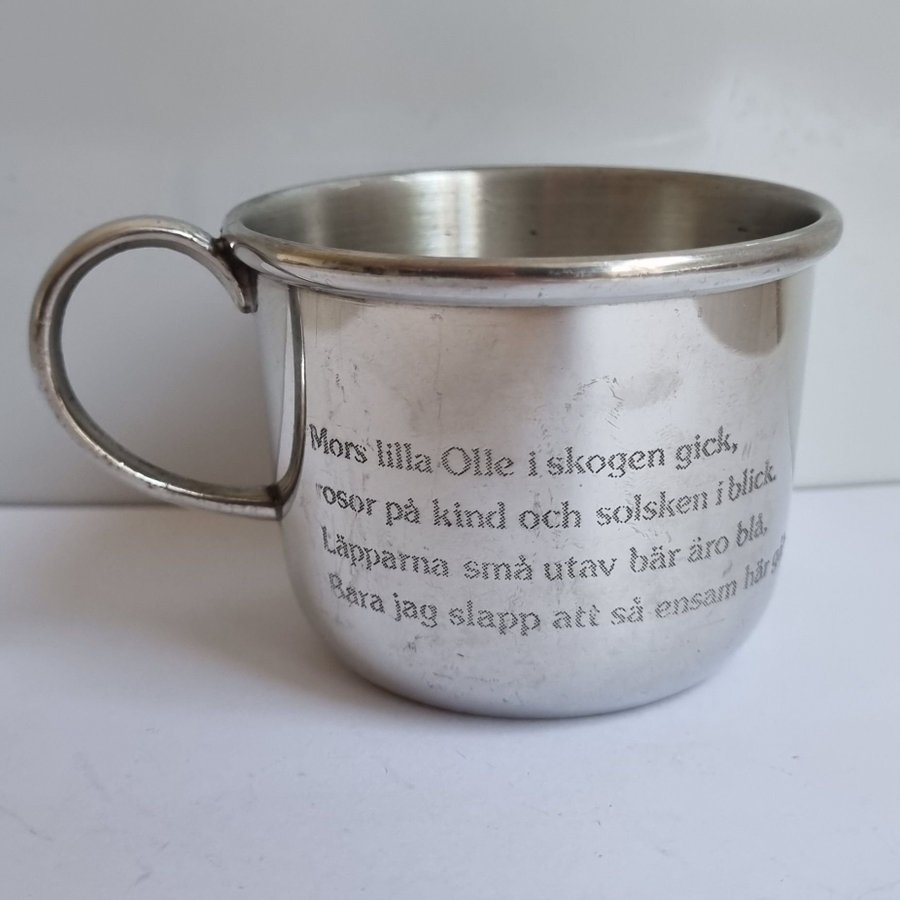 Mors lilla Olle i skogen gick,
rosor på kind och solsken i blick.
Läpparna små utav bär äro blå,
Bara jag slapp att så ensam här